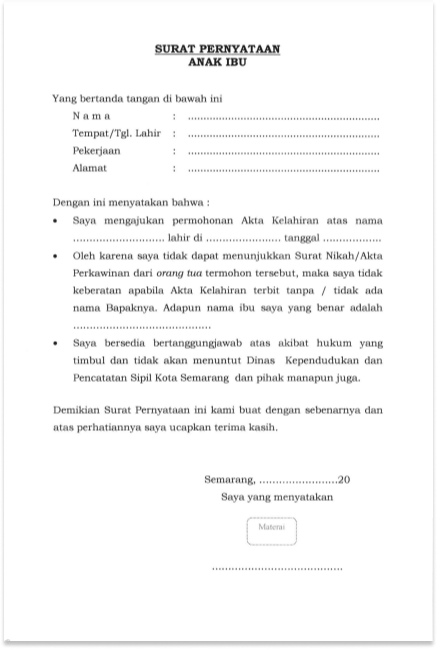 SURAT PERNYATAAN
ANAK IBU
Yang bertanda tangan di bawah ini
N a m a : ..........................................................
Tempat/Tgl. Lahir : ..........................................................
Pekerjaan : ..........................................................
Alamat : ..........................................................
Dengan ini menyatakan bahwa :
• Saya mengajukan permohonan Akta Kelahiran atas nama
............................ lahir di ....................... tanggal ..................
• Oleh karena saya tidak dapat menunjukkan Surat Nikah/Akta
Perkawinan dari orang tua termohon tersebut, maka saya tidak
keberatan apabila Akta Kelahiran terbit tanpa / tidak ada
nama Bapaknya. Adapun nama ibu saya yang benar adalah
..........................................
• Saya bersedia bertanggungjawab atas akibat hukum yang
timbul dan tidak akan menuntut Dinas Kependudukan dan
Pencatatan Sipil Kota Semarang dan pihak manapun juga.
Demikian Surat Pernyataan ini kami buat dengan sebenarnya dan
atas perhatiannya saya ucapkan terima kasih.
Semarang, ........................20
Saya yang menyatakan
Materai
........................................